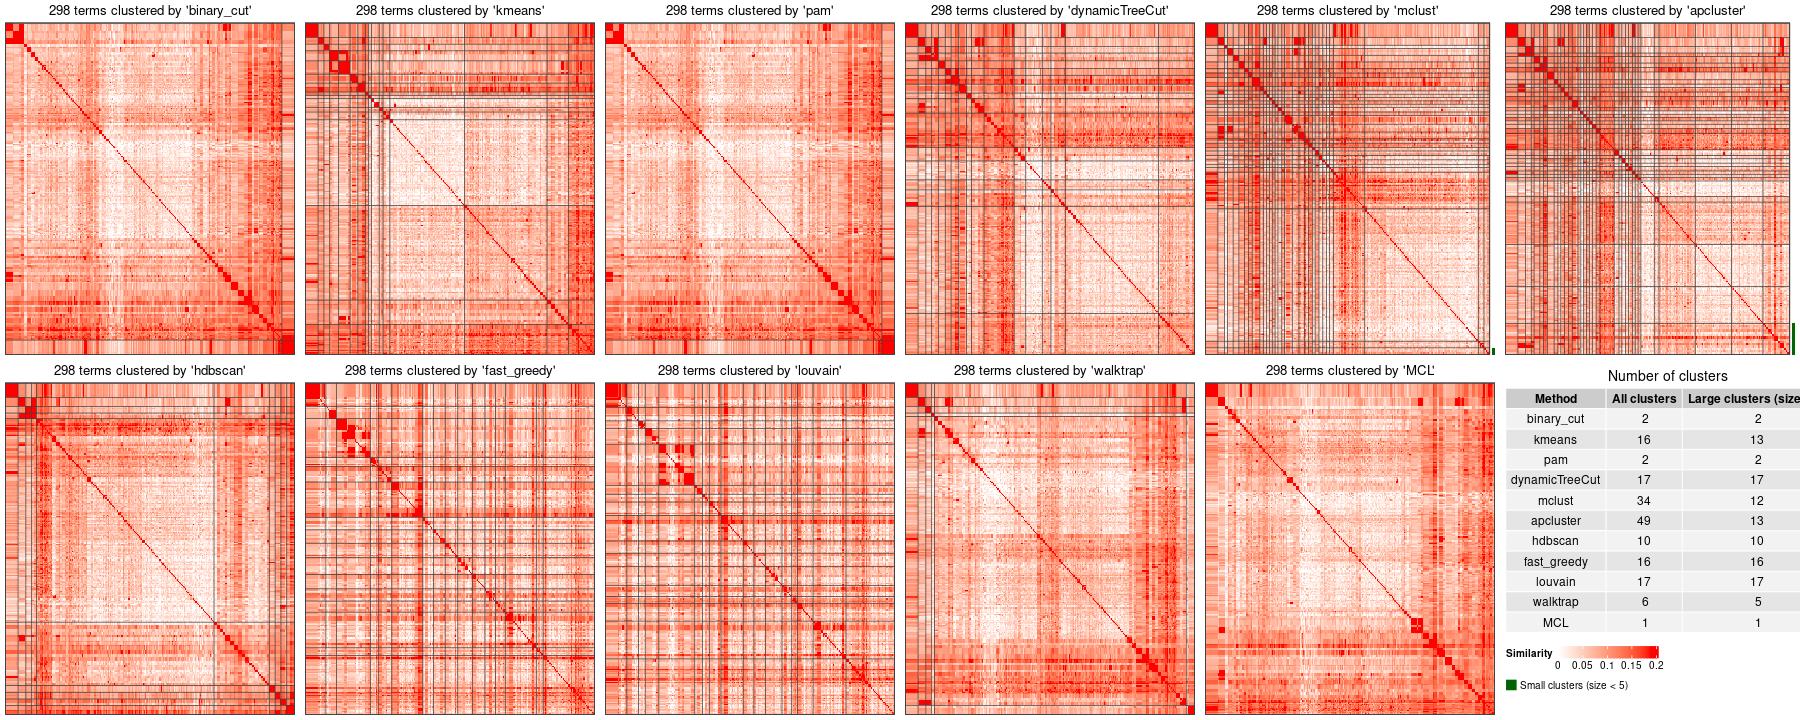 298 terms clustered by 'binary_cut'
298 terms clustered by 'kmeans'
298 terms clustered by 'pam'
298 terms clustered by 'dynamicTreeCut'
298 terms clustered by 'mclust'
298 terms clustered by 'apcluster'
298 terms clustered by 'hdbscan'
298 terms clustered by 'fast_greedy'
298 terms clustered by 'louvain'
298 terms clustered by 'walktrap'
298 terms clustered by 'MCL'
Number of clusters
Method All clusters Large clusters (size
binary_cut 2 2
kmeans 16 13
pam 2 2
dynamicTreeCut 17 17
mclust 34 12
apcluster 49 13
hdbscan 10 10
fast_greedy 16 16
louvain 17 17
walktrap 6 5
MCL 1 1
Similarity
0 0.05 0.1 0.15 0.2
Small clusters (size < 5)